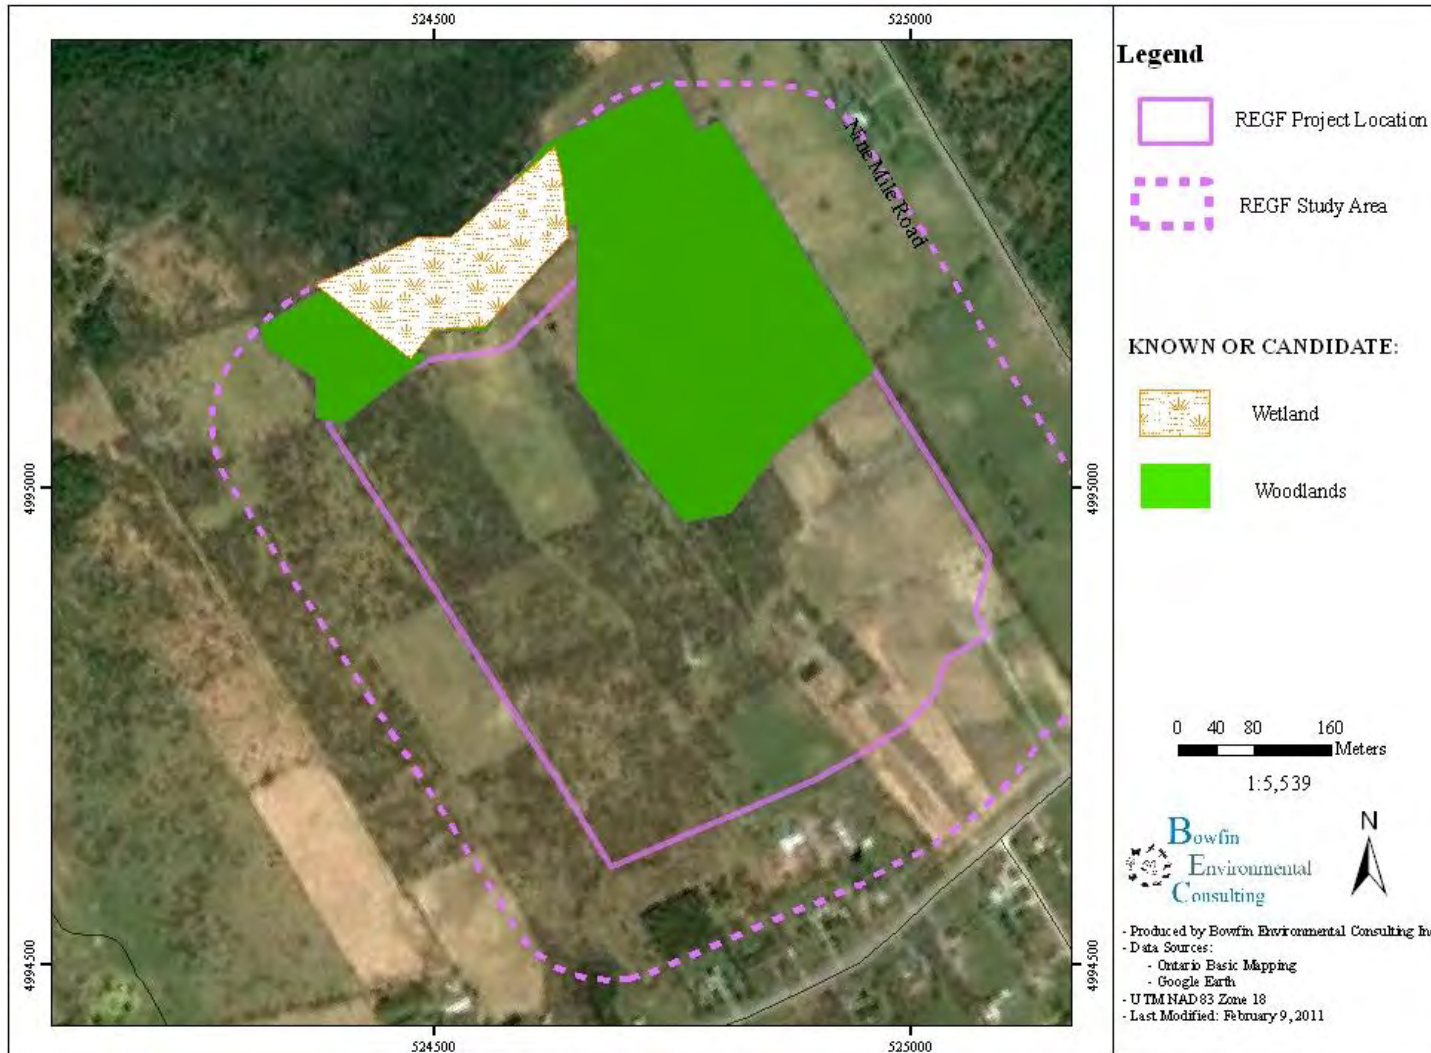 524500
525000
Legend
REGF Project Location
Nine Mile Road
REGF Study Area
KNOWN OR CANDIDATE:
Wetland
4995000
4995000
Woodlands
0 40 80 160
Meters
1:5,539
N
Bowfin
Environmental
Consulting
- Produced by Bowfin Environmental Consulting Inc
- Data Sources:
- Ontario Basic Mapping
- Google Earth
- UTM NAD83 Zone 18
- Last Modified: February 9, 2011
4994500
4994500
524500
525000